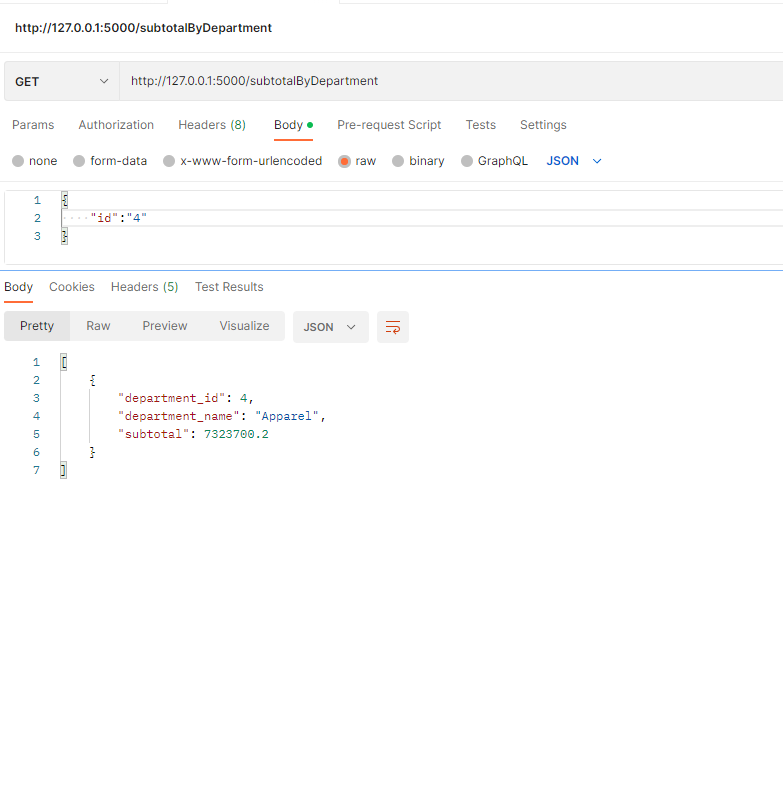 http://127.0.0.1:5000/subtotalByDepartment
GET http://127.0.0.1:5000/subtotalByDepartment
Params Authorization Headers (8) Body Pre-request Script Tests Settings
none form-data x-www-form-urlencoded raw binary GraphQL JSON
1 {
2 "id":"4"
3 }
Body Cookies Headers (5) Test Results
Pretty Raw Preview Visualize JSON
1 [
2 {
3 "department_id": 4,
4 "department_name": "Apparel",
5 "subtotal": 7323700.2
6 }
7 ]